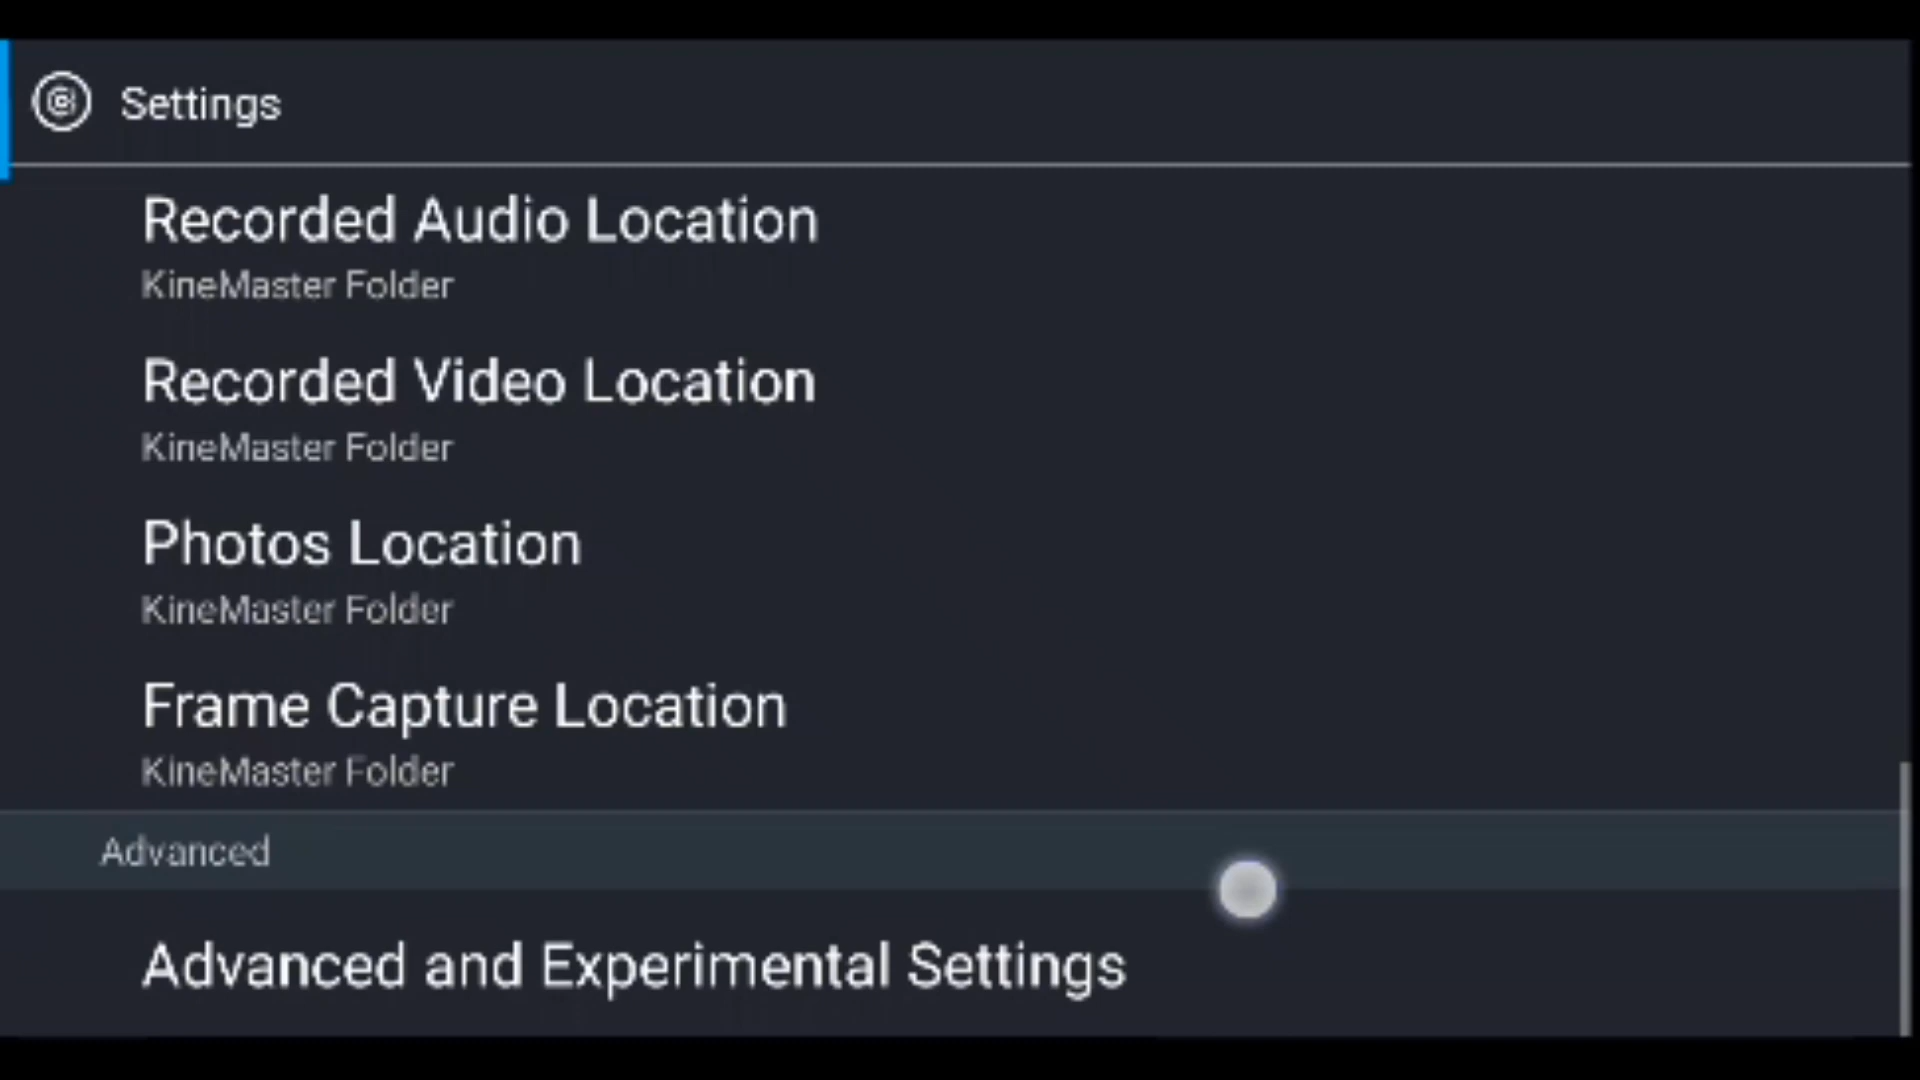 Settings
Recorded Audio Location
KineMaster Folder
Recorded Video Location
KineMaster Folder
Photos Location
KineMaster Folder
Frame Capture Location
KineMaster Folder
Advanced
Advanced and Experimental Settings